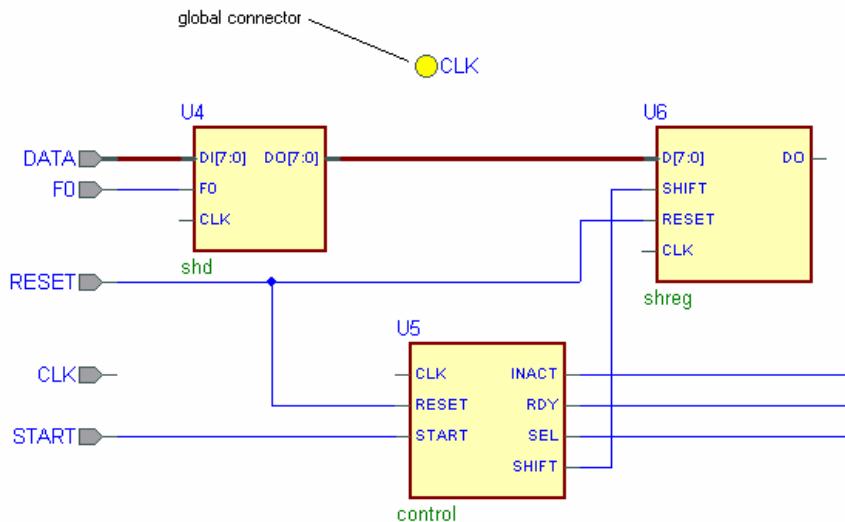 global connector
CLK
U4
U6
DATA
DI[7:0]
DO[7:0]
D[7:0]
DO
F0
F0
SHIFT
CLK
RESET
CLK
shd
RESET
shreg
U5
CLK
CLK
INACT
RESET
RDY
START
START
SEL
SHIFT
control